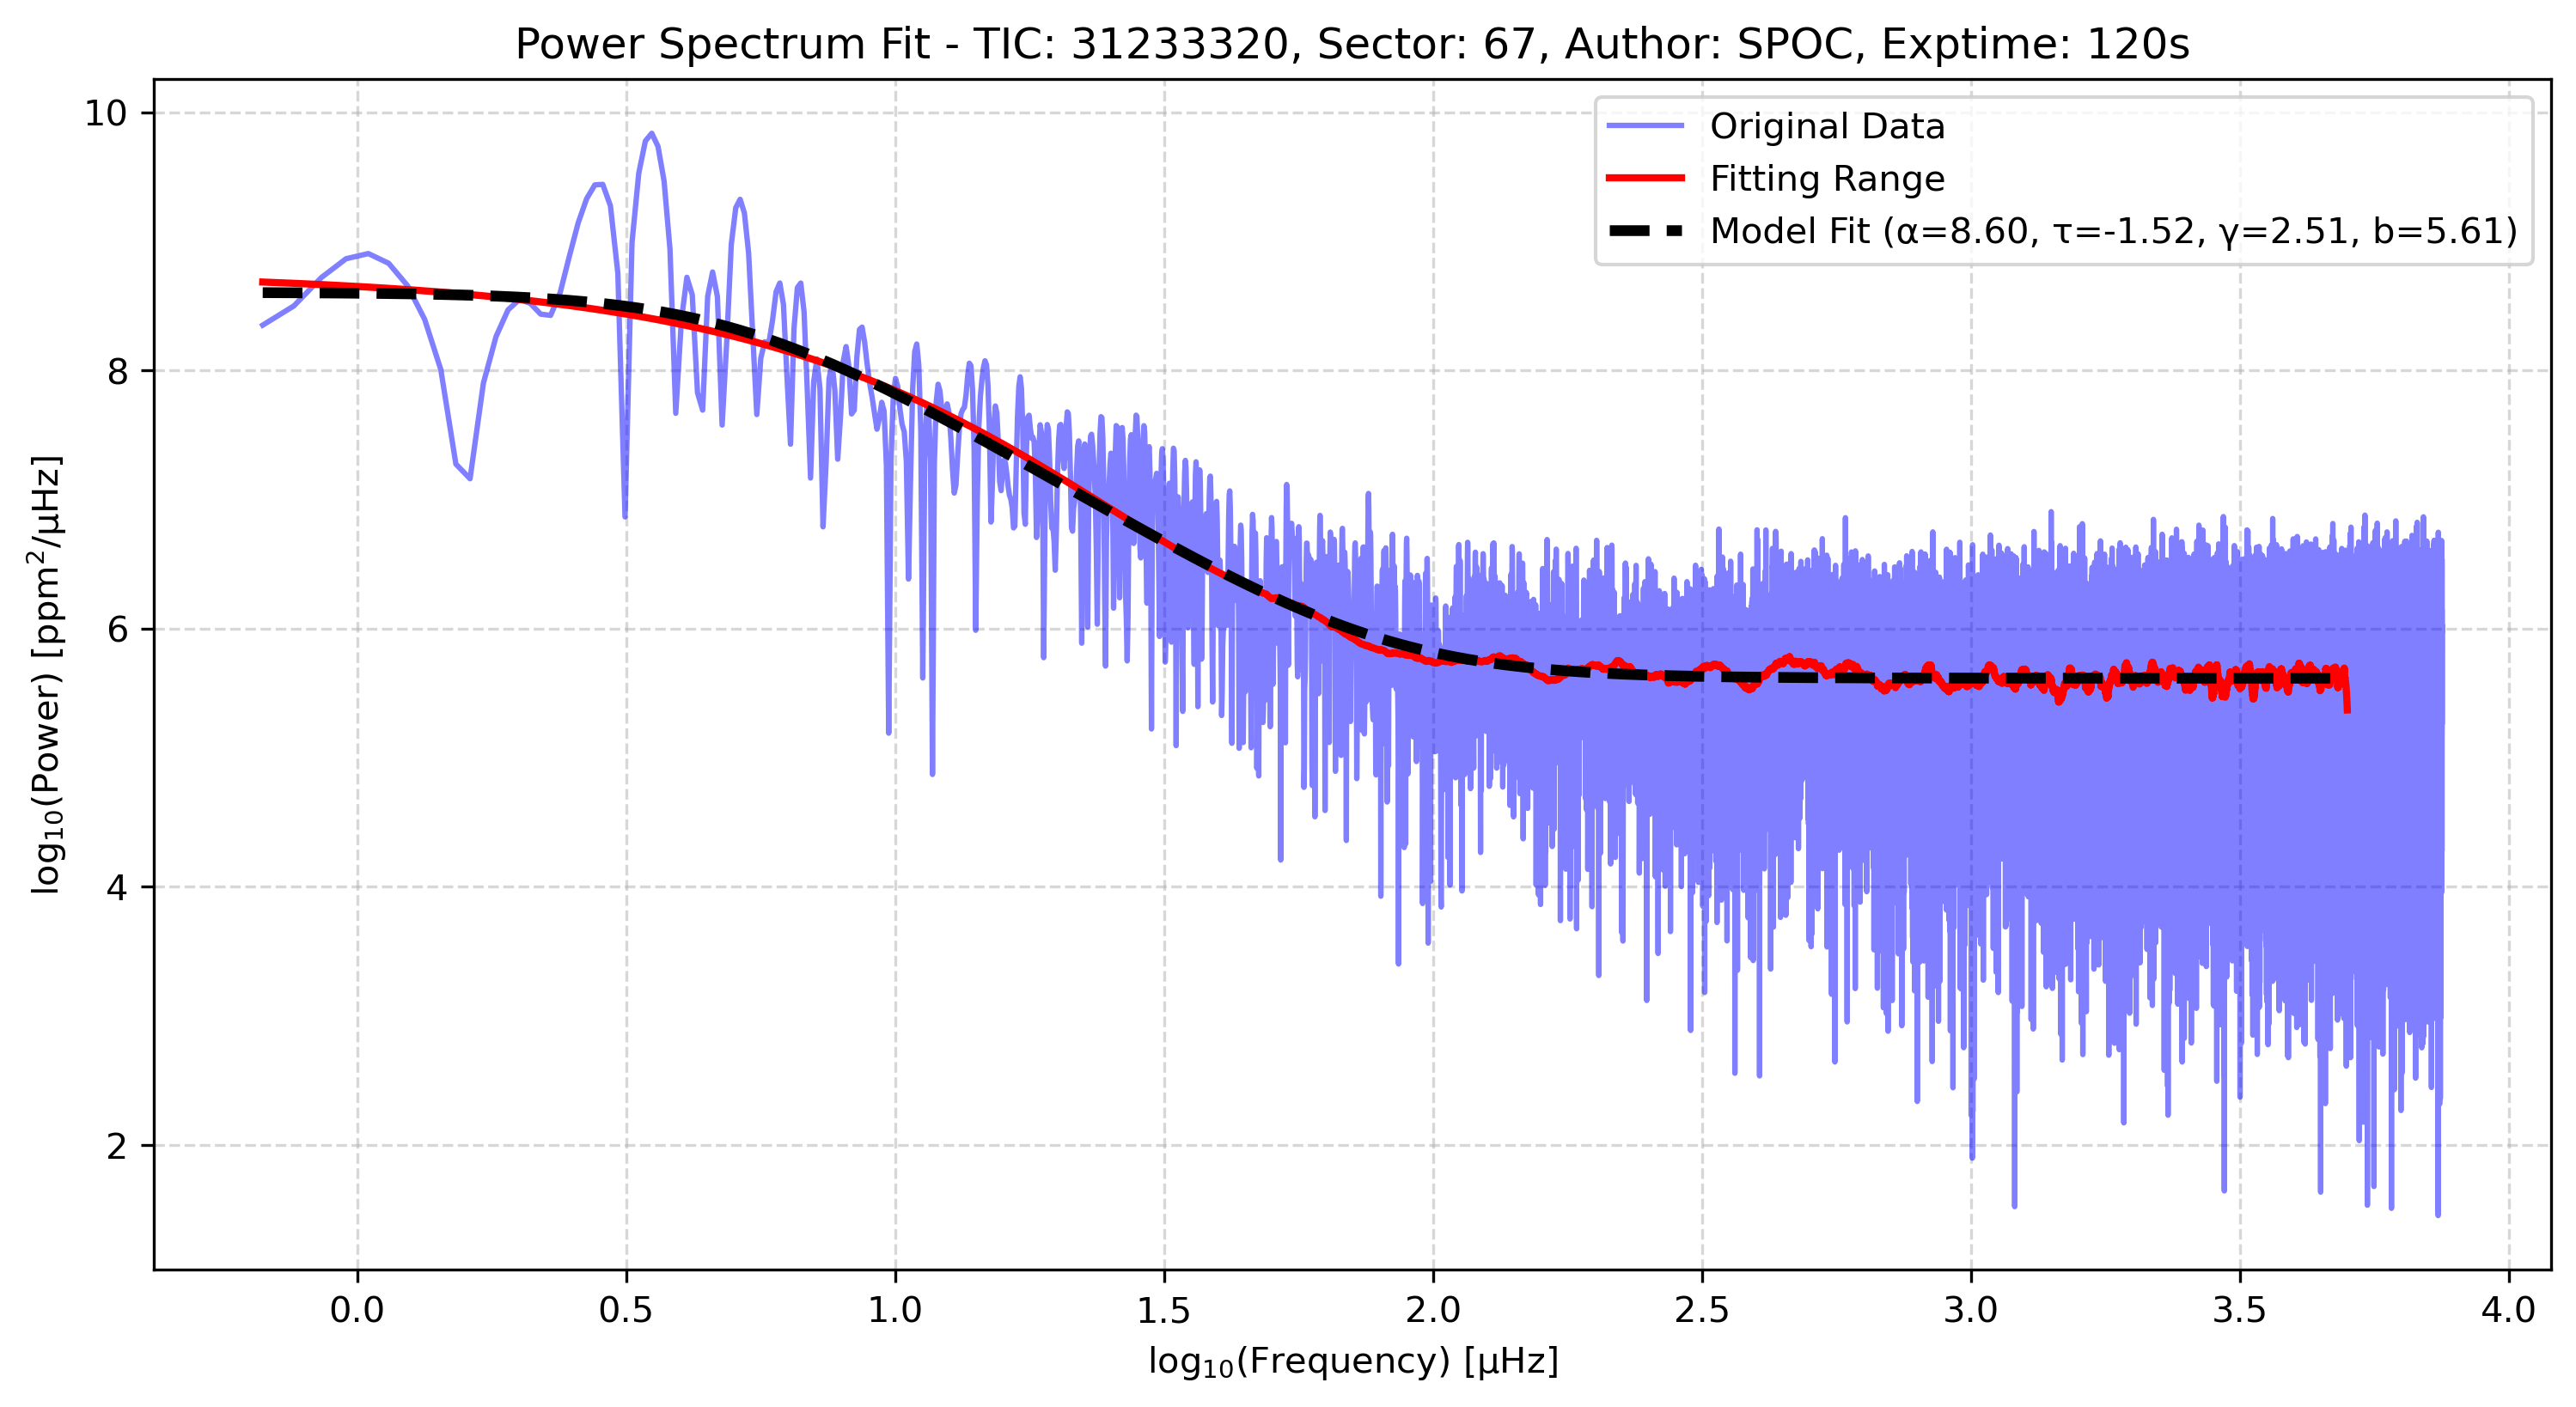 Power Spectrum Fit - TIC: 31233320, Sector: 67, Author: SPOC, Exptime: 120s
Original Data
Fitting Range
Model Fit (α=8.60, τ=-1.52, γ=2.51, b=5.61)
log₁₀(Power) [ppm²/μHz]
10
8
6
4
2
0.0 0.5 1.0 1.5 2.0 2.5 3.0 3.5 4.0
log₁₀(Frequency) [μHz]